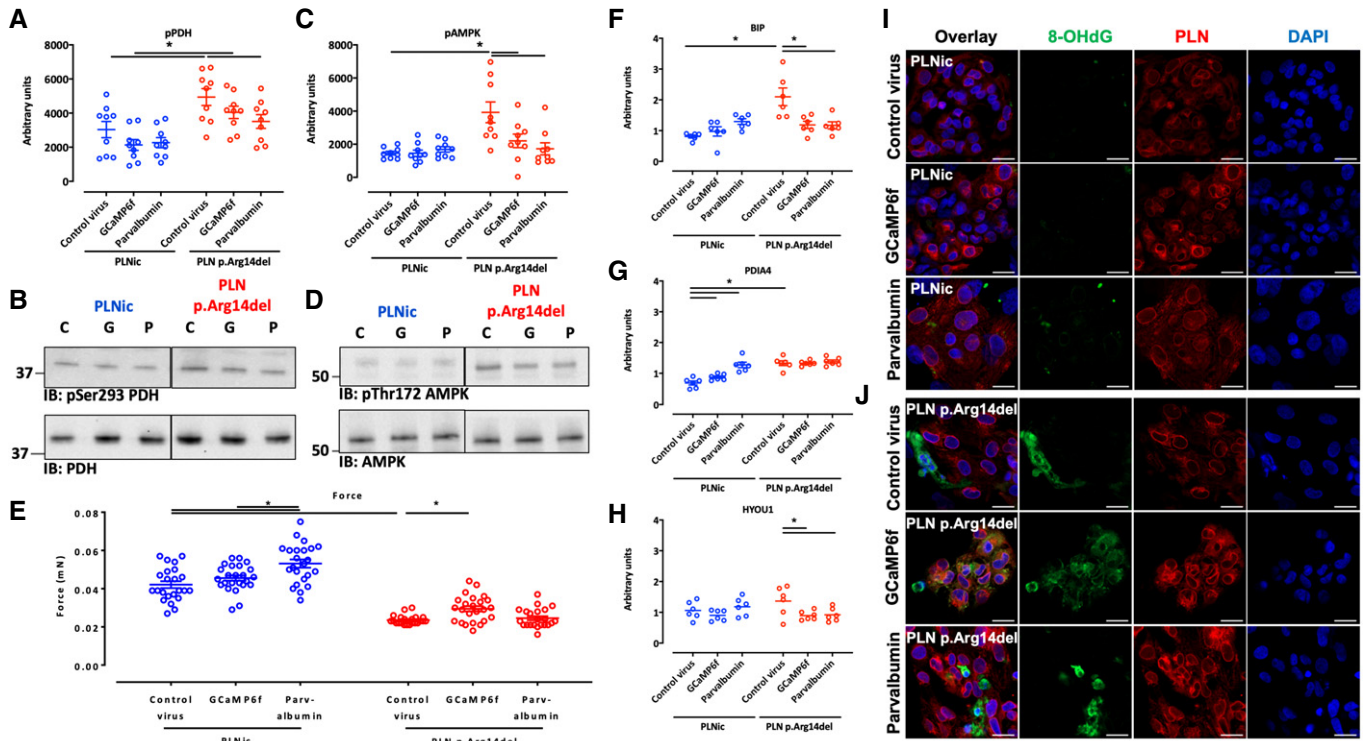 A
pPDH
*
Arbitrary units
8000
6000
4000
2000
0
Control virus
GCaMP6f
Parvalbumin
Control virus
GCaMP6f
Parvalbumin
PLNic
PLN p.Arg14del
B
PLNic
PLN
p.Arg14del
C G P C G P
37
IB: pSer293 PDH
37
IB: PDH
C
pAMPK
*
Arbitrary units
8000
6000
4000
2000
0
Control virus
GCaMP6f
Parvalbumin
Control virus
GCaMP6f
Parvalbumin
PLNic
PLN p.Arg14del
D
PLNic
PLN
p.Arg14del
C G P C G P
50
IB: pThr172 AMPK
50
IB: AMPK
E
Force
* *
Force (mN)
0.08
0.06
0.04
0.02
0.00
Control
virus
GCaMP6f
Parv-
albumin
Control
virus
GCaMP6f
Parv-
albumin
PLNic
PLN p.Arg14del
F
BIP
* *
Arbitrary units
4
3
2
1
0
Control virus
GCaMP6f
Parvalbumin
Control virus
GCaMP6f
Parvalbumin
PLNic
PLN p.Arg14del
G
PDIA4
*
Arbitrary units
4
3
2
1
0
Control virus
GCaMP6f
Parvalbumin
Control virus
GCaMP6f
Parvalbumin
PLNic
PLN p.Arg14del
H
HYOU1
*
Arbitrary units
4
3
2
1
0
Control virus
GCaMP6f
Parvalbumin
Control virus
GCaMP6f
Parvalbumin
PLNic
PLN p.Arg14del
I
Overlay 8-OHdG PLN DAPI
Control virus
PLNic
GCaMP6f
PLNic
Parvalbumin
PLNic
J
Control virus
PLN p.Arg14del
GCaMP6f
PLN p.Arg14del
Parvalbumin
PLN p.Arg14del